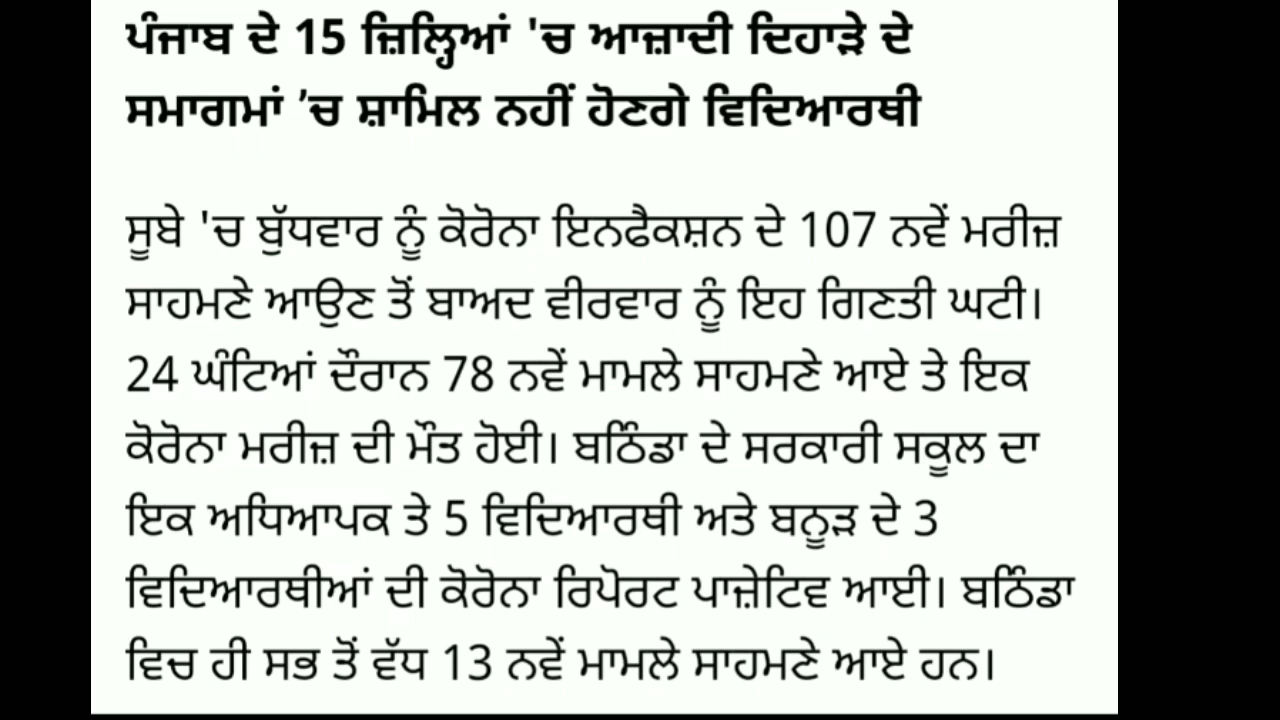 ਪੰਜਾਬ ਦੇ 15 ਜ਼ਿਲ੍ਹਿਆਂ 'ਚ ਆਜ਼ਾਦੀ ਦਿਹਾੜੇ ਦੇ
ਸਮਾਗਮਾਂ ’ਚ ਸ਼ਾਮਿਲ ਨਹੀਂ ਹੋਣਗੇ ਵਿਦਿਆਰਥੀ
ਸੂਬੇ 'ਚ ਬੁੱਧਵਾਰ ਨੂੰ ਕੋਰੋਨਾ ਇਨਫੈਕਸ਼ਨ ਦੇ 107 ਨਵੇਂ ਮਰੀਜ਼
ਸਾਹਮਣੇ ਆਉਣ ਤੋਂ ਬਾਅਦ ਵੀਰਵਾਰ ਨੂੰ ਇਹ ਗਿਣਤੀ ਘਟੀ।
24 ਘੰਟਿਆਂ ਦੌਰਾਨ 78 ਨਵੇਂ ਮਾਮਲੇ ਸਾਹਮਣੇ ਆਏ ਤੇ ਇਕ
ਕੋਰੋਨਾ ਮਰੀਜ਼ ਦੀ ਮੌਤ ਹੋਈ। ਬਠਿੰਡਾ ਦੇ ਸਰਕਾਰੀ ਸਕੂਲ ਦਾ
ਇਕ ਅਧਿਆਪਕ ਤੇ 5 ਵਿਦਿਆਰਥੀ ਅਤੇ ਬਨੂੜ ਦੇ 3
ਵਿਦਿਆਰਥੀਆਂ ਦੀ ਕੋਰੋਨਾ ਰਿਪੋਰਟ ਪਾਜ਼ੇਟਿਵ ਆਈ। ਬਠਿੰਡਾ
ਵਿਚ ਹੀ ਸਭ ਤੋਂ ਵੱਧ 13 ਨਵੇਂ ਮਾਮਲੇ ਸਾਹਮਣੇ ਆਏ ਹਨ।